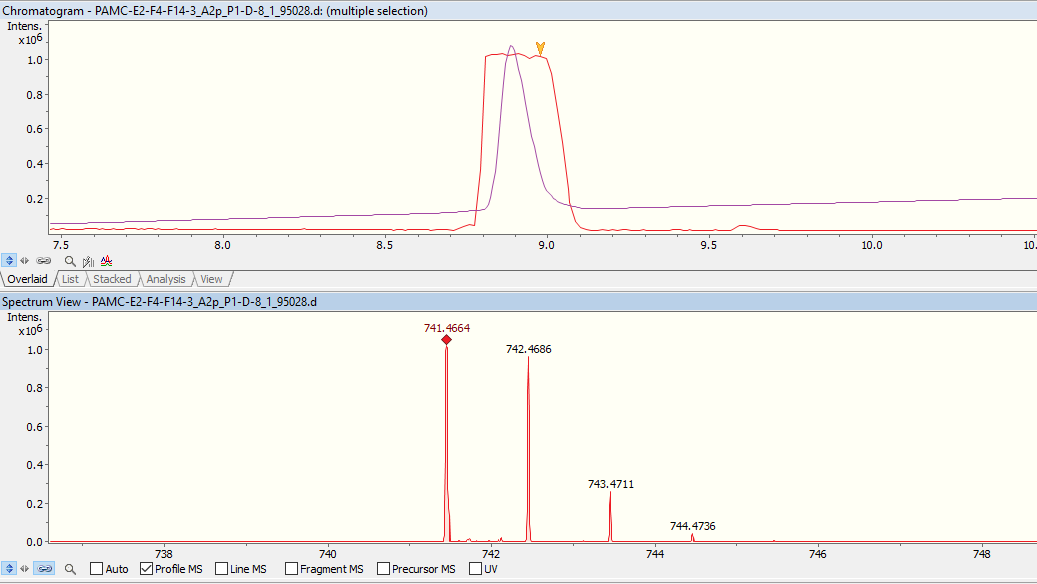 Chromatogram - PAMC-E2-F4-F14-3_A2p_P1-D-8_1_95028.d: (multiple selection)
Intens.
x10⁶
1.0
0.8
0.6
0.4
0.2
7.5 8.0 8.5 9.0 9.5 10.0 10.
Overlaid List Stacked Analysis View
Spectrum View - PAMC-E2-F4-F14-3_A2p_P1-D-8_1_95028.d
Intens.
x10⁶
741.4664
742.4686
1.0
0.8
0.6
743.4711
0.4
744.4736
0.2
0.0
738 740 742 744 746 748
Auto Profile MS Line MS Fragment MS Precursor MS UV